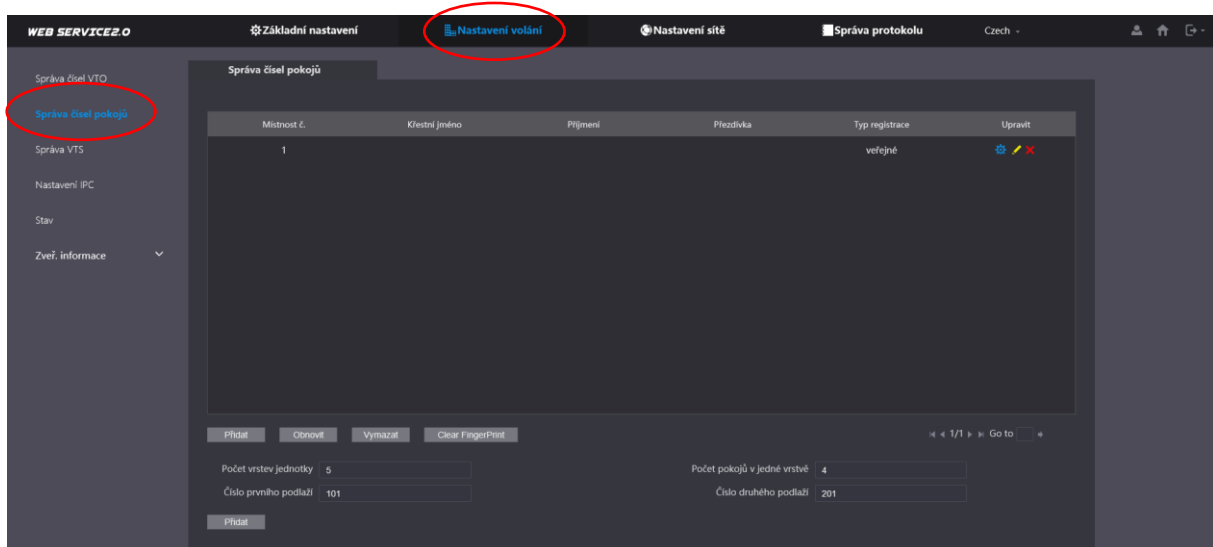 WEB SERVICE2.0 Základní nastavení Nastavení volání Nastavení sítě Správa protokolu Czech
Správa čísel VTO
Správa čísel pokojů
Správa VTS
Nastavení IPC
Stav
Zveř. informace
Správa čísel pokojů
Místnost č. Křestní jméno Příjmení Přezdívka Typ registrace Upravit
1 veřejné
Přidat Obnovit Vymazat Clear FingerPrint 1/1 Go to
Počet vrstev jednotky 5 Počet pokojů v jedné vrstvě 4
Číslo prvního podlaží 101 Číslo druhého podlaží 201
Přidat